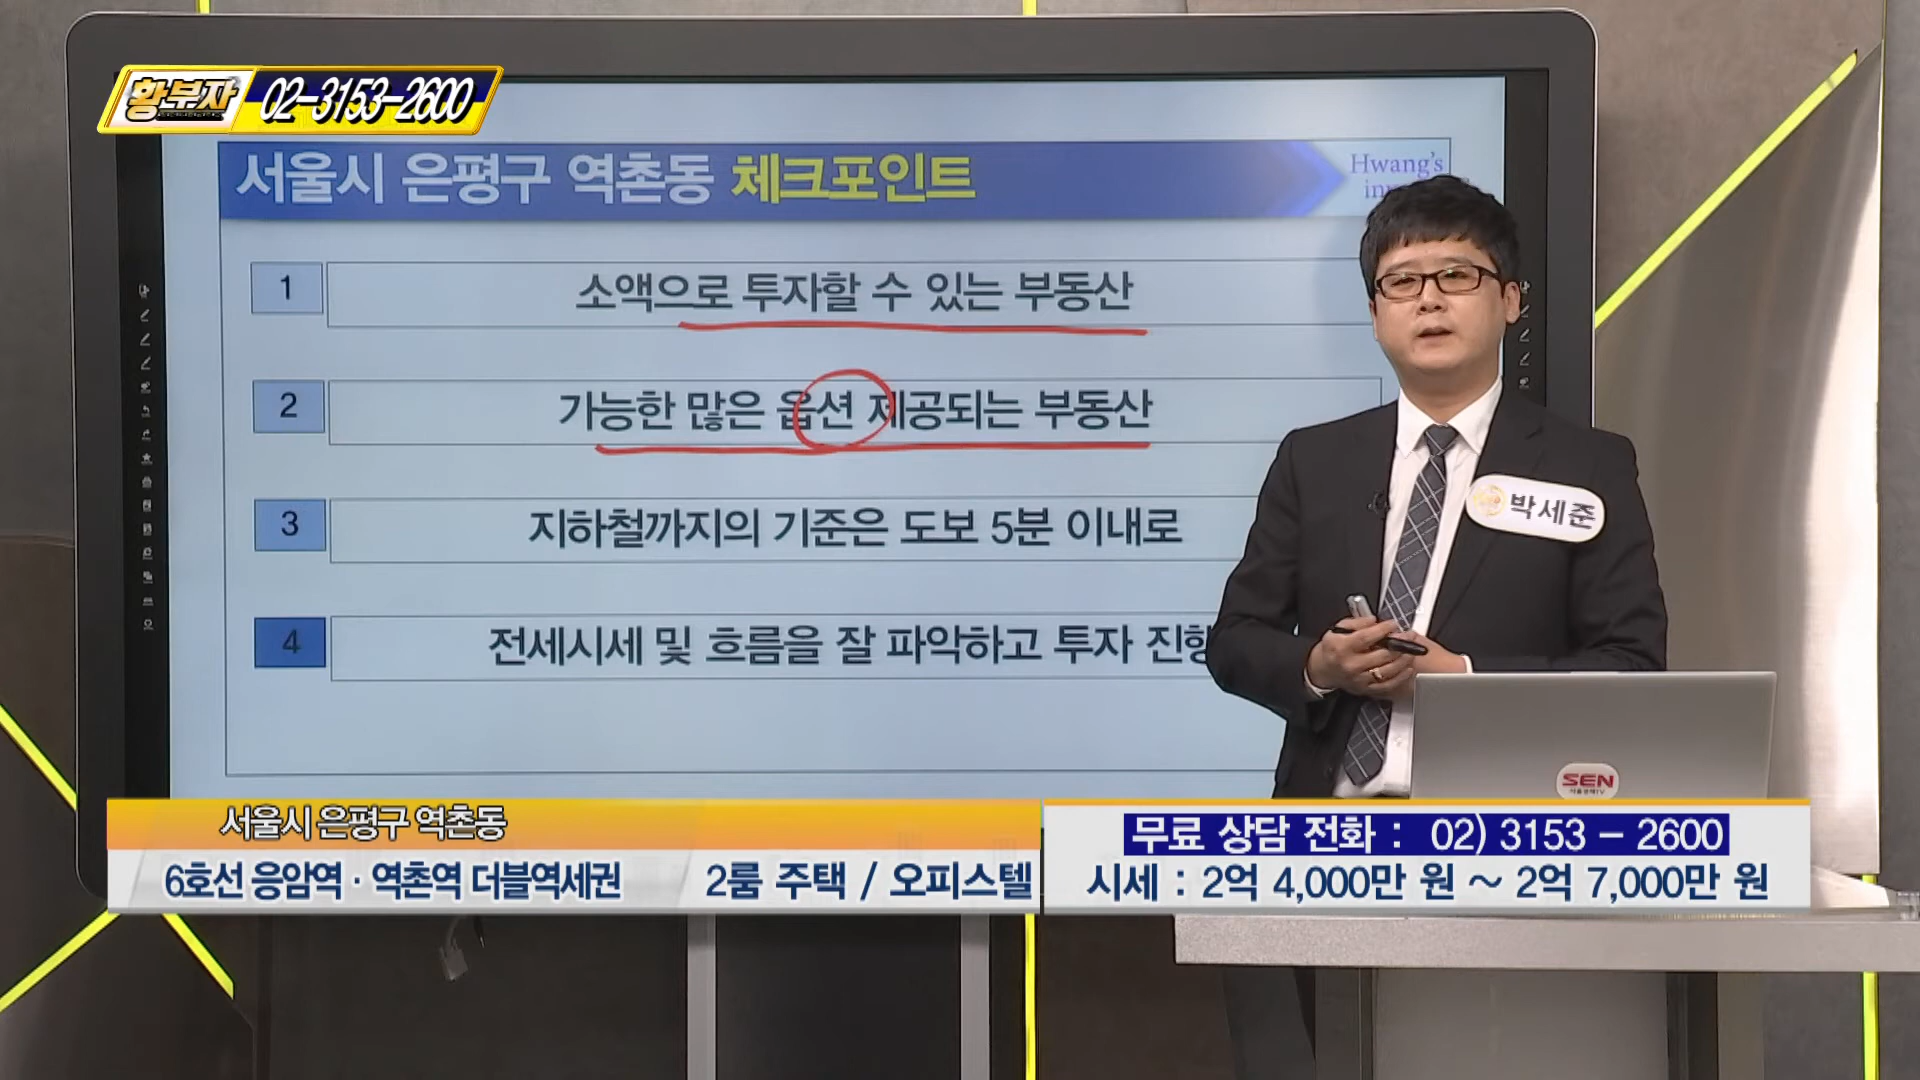 황부자 02-3153-2600
서울시 은평구 역촌동 체크포인트
Hwang's
1 소액으로 투자할 수 있는 부동산
2 가능한 많은 옵션 제공되는 부동산
3 지하철까지의 기준은 도보 5분 이내로
4 전세시세 및 흐름을 잘 파악하고 투자 진행
박세준
SEN
서울시 은평구 역촌동
6호선 응암역 · 역촌역 더블역세권 2룸 주택 / 오피스텔
무료 상담 전화 : 02) 3153 - 2600
시세 : 2억 4,000만 원 ~ 2억 7,000만 원